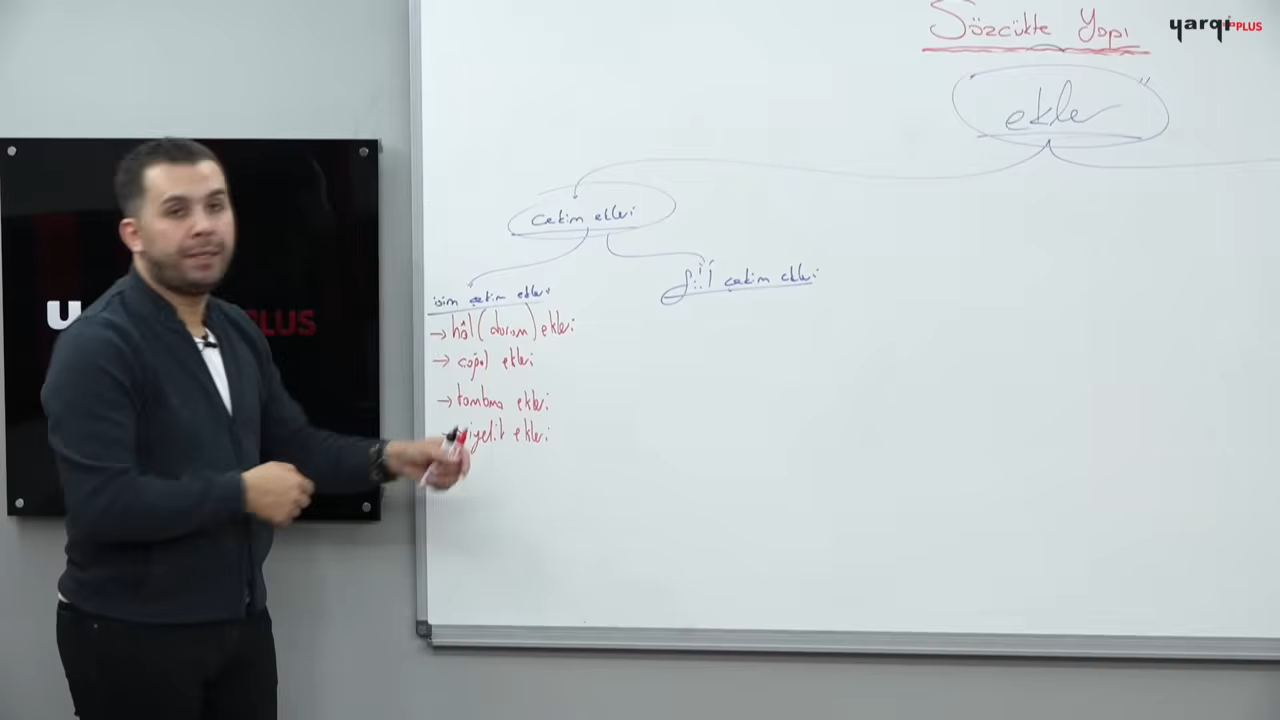 Sözcükte Yapı
yargı PLUS
ekler
Çekim ekleri
isim çekim ekleri
fiil çekim ekleri
→ hâl (durum) ekleri
→ çoğul ekleri
→ tamlama ekleri
ekleri
U
PLUS